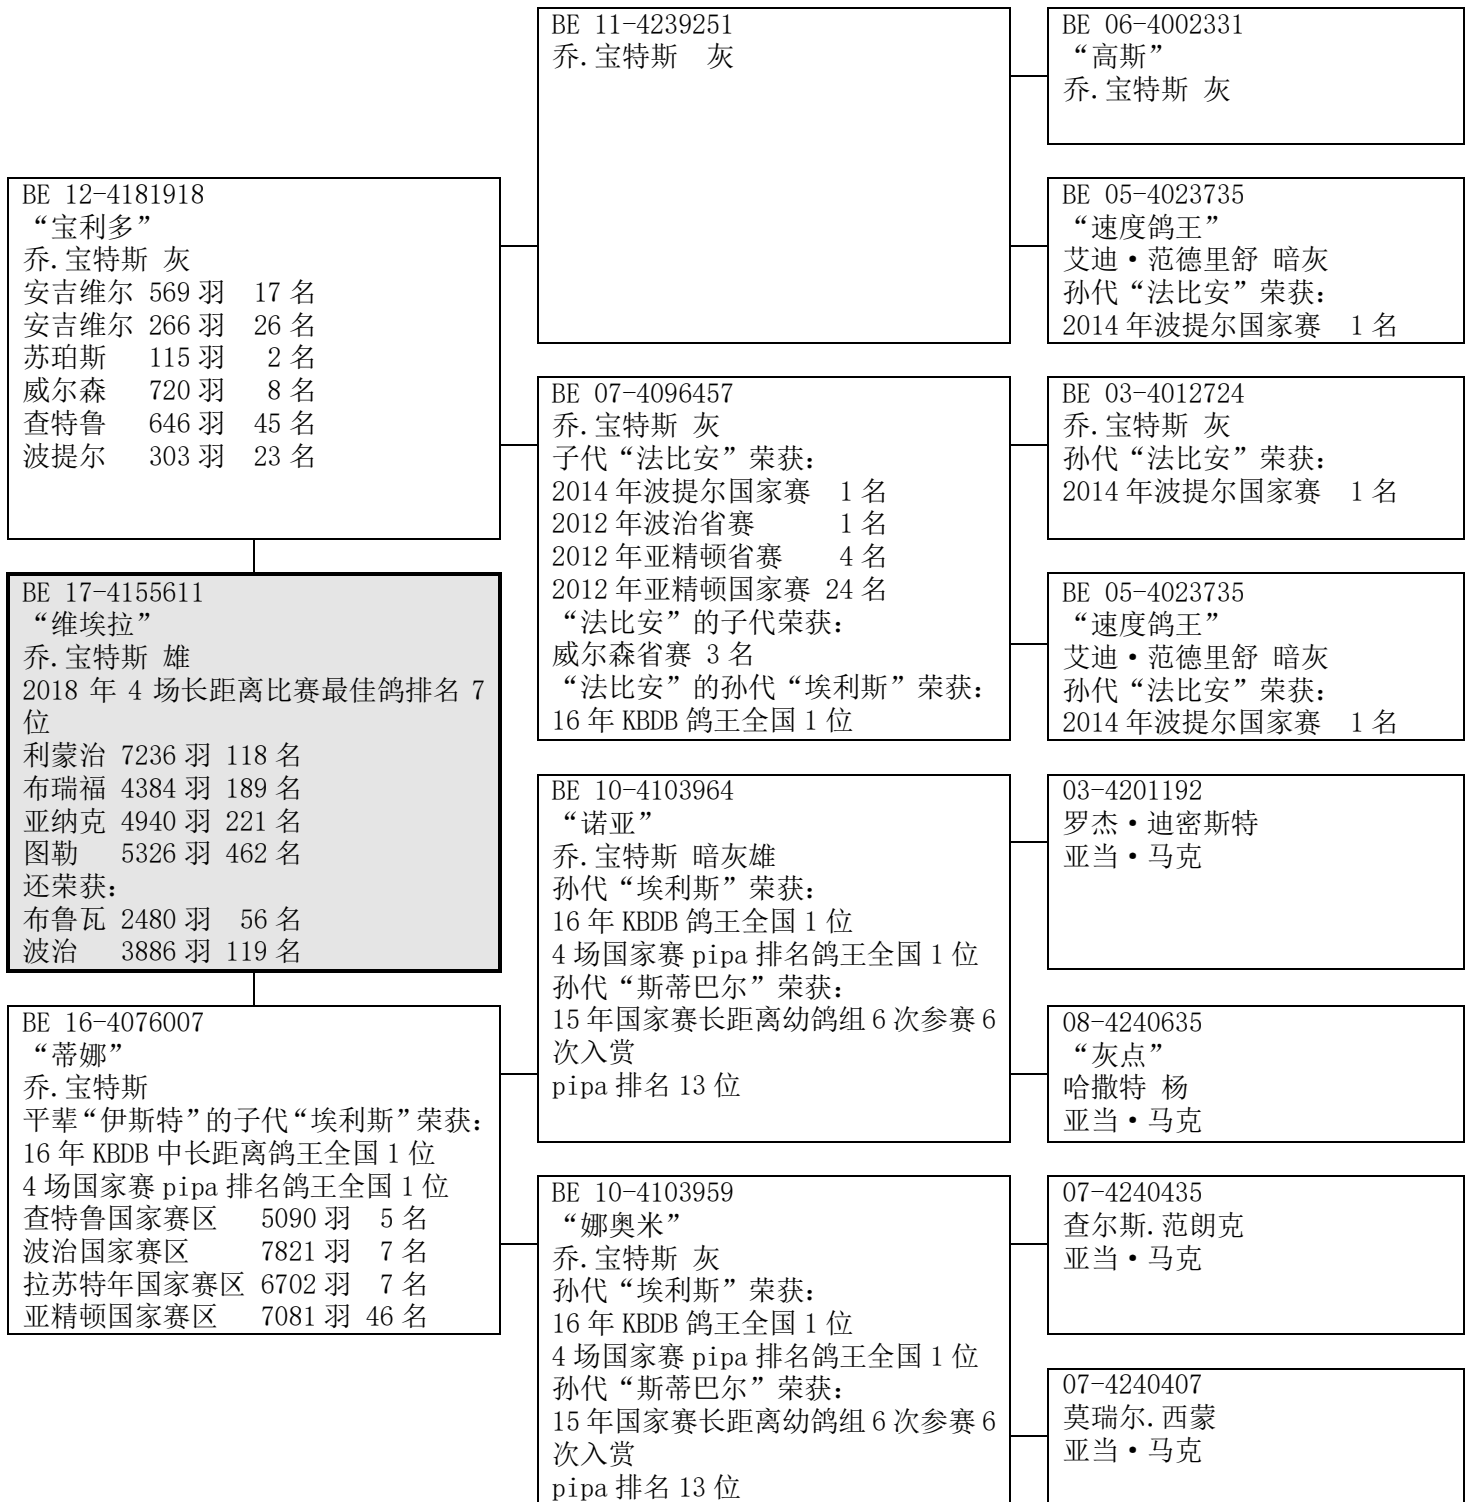 BE 12-4181918
“宝利多”
乔.宝特斯 灰
安吉维尔 569 羽 17 名
安吉维尔 266 羽 26 名
苏珀斯 115 羽 2 名
威尔森 720 羽 8 名
查特鲁 646 羽 45 名
波提尔 303 羽 23 名
BE 17-4155611
“维埃拉”
乔.宝特斯 雄
2018 年 4 场长距离比赛最佳鸽排名 7
位
利蒙治 7236 羽 118 名
布瑞福 4384 羽 189 名
亚纳克 4940 羽 221 名
图勒 5326 羽 462 名
还荣获：
布鲁瓦 2480 羽 56 名
波治 3886 羽 119 名
BE 16-4076007
“蒂娜”
乔.宝特斯
平辈“伊斯特”的子代“埃利斯”荣获：
16 年 KBDB 中长距离鸽王全国 1 位
4 场国家赛 pipa 排名鸽王全国 1 位
查特鲁国家赛区 5090 羽 5 名
波治国家赛区 7821 羽 7 名
拉苏特年国家赛区 6702 羽 7 名
亚精顿国家赛区 7081 羽 46 名
BE 11-4239251
乔.宝特斯 灰
BE 07-4096457
乔.宝特斯 灰
子代“法比安”荣获：
2014 年波提尔国家赛 1 名
2012 年波治省赛 1 名
2012 年亚精顿省赛 4 名
2012 年亚精顿国家赛 24 名
“法比安”的子代荣获：
威尔森省赛 3 名
“法比安”的孙代“埃利斯”荣获：
16 年 KBDB 鸽王全国 1 位
BE 10-4103964
“诺亚”
乔.宝特斯 暗灰雄
孙代“埃利斯”荣获：
16 年 KBDB 鸽王全国 1 位
4 场国家赛 pipa 排名鸽王全国 1 位
孙代“斯蒂巴尔”荣获：
15 年国家赛长距离幼鸽组 6 次参赛 6
次入赏
pipa 排名 13 位
BE 10-4103959
“娜奥米”
乔.宝特斯 灰
孙代“埃利斯”荣获：
16 年 KBDB 鸽王全国 1 位
4 场国家赛 pipa 排名鸽王全国 1 位
孙代“斯蒂巴尔”荣获：
15 年国家赛长距离幼鸽组 6 次参赛 6
次入赏
pipa 排名 13 位
BE 06-4002331
“高斯”
乔.宝特斯 灰
BE 05-4023735
“速度鸽王”
艾迪·范德里舒 暗灰
孙代“法比安”荣获：
2014 年波提尔国家赛 1 名
BE 03-4012724
乔.宝特斯 灰
孙代“法比安”荣获：
2014 年波提尔国家赛 1 名
BE 05-4023735
“速度鸽王”
艾迪·范德里舒 暗灰
孙代“法比安”荣获：
2014 年波提尔国家赛 1 名
03-4201192
罗杰·迪密斯特
亚当·马克
08-4240635
“灰点”
哈撒特 杨
亚当·马克
07-4240435
查尔斯.范朗克
亚当·马克
07-4240407
莫瑞尔.西蒙
亚当·马克